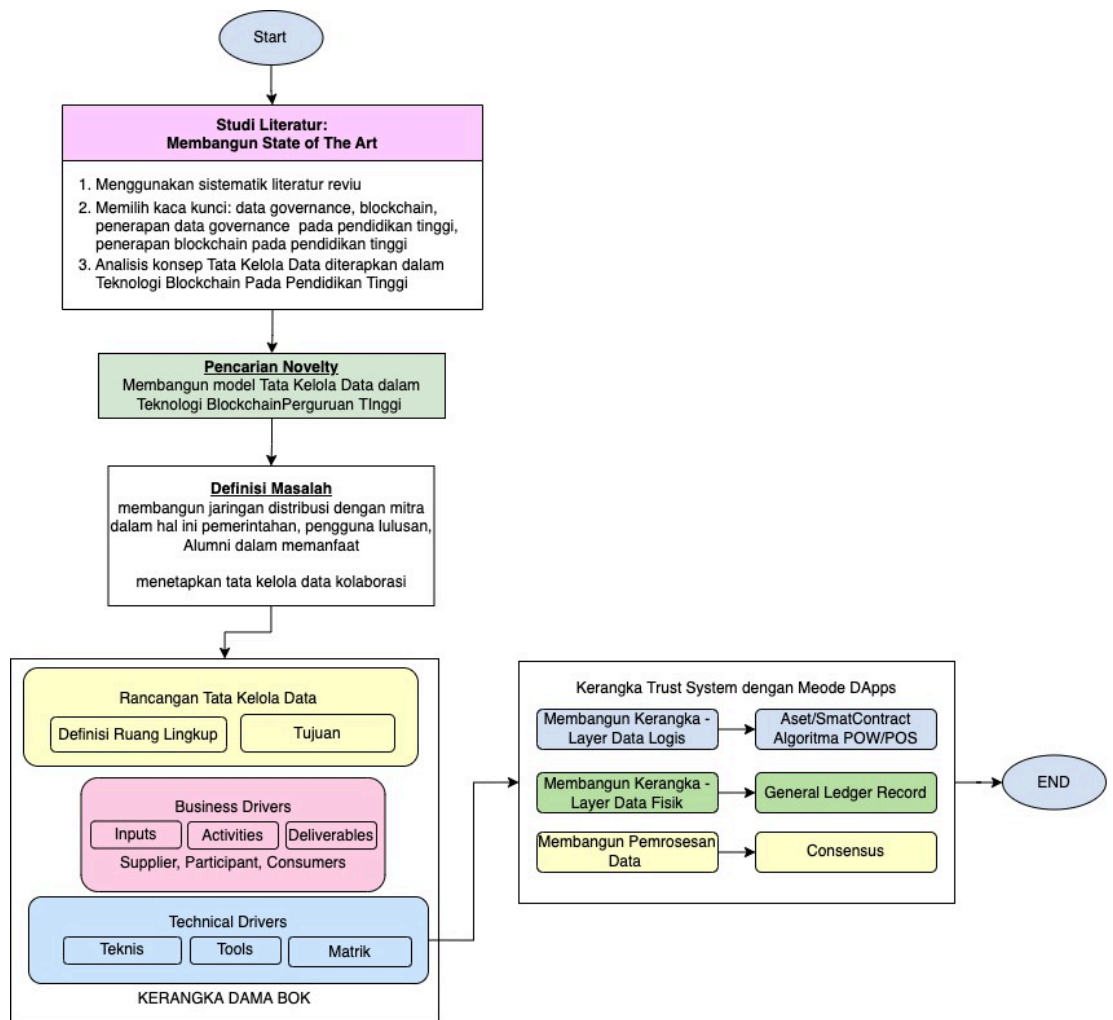 Start
Studi Literatur:
Membangun State of The Art
1. Menggunakan sistematik literatur reviu
2. Memilih kaca kunci: data governance, blockchain,
penerapan data governance pada pendidikan tinggi,
penerapan blockchain pada pendidikan tinggi
3. Analisis konsep Tata Kelola Data diterapkan dalam
Teknologi Blockchain Pada Pendidikan Tinggi
Pencarian Novelty
Membangun model Tata Kelola Data dalam
Teknologi BlockchainPerguruan TInggi
Definisi Masalah
membangun jaringan distribusi dengan mitra
dalam hal ini pemerintahan, pengguna lulusan,
Alumni dalam memanfaat
menetapkan tata kelola data kolaborasi
Rancangan Tata Kelola Data
Definisi Ruang Lingkup
Tujuan
Business Drivers
Inputs
Activities
Deliverables
Supplier, Participant, Consumers
Technical Drivers
Teknis
Tools
Matrik
KERANGKA DAMA BOK
Kerangka Trust System dengan Meode DApps
Membangun Kerangka -
Layer Data Logis
Aset/SmatContract
Algoritma POW/POS
Membangun Kerangka -
Layer Data Fisik
General Ledger Record
Membangun Pemrosesan
Data
Consensus
END